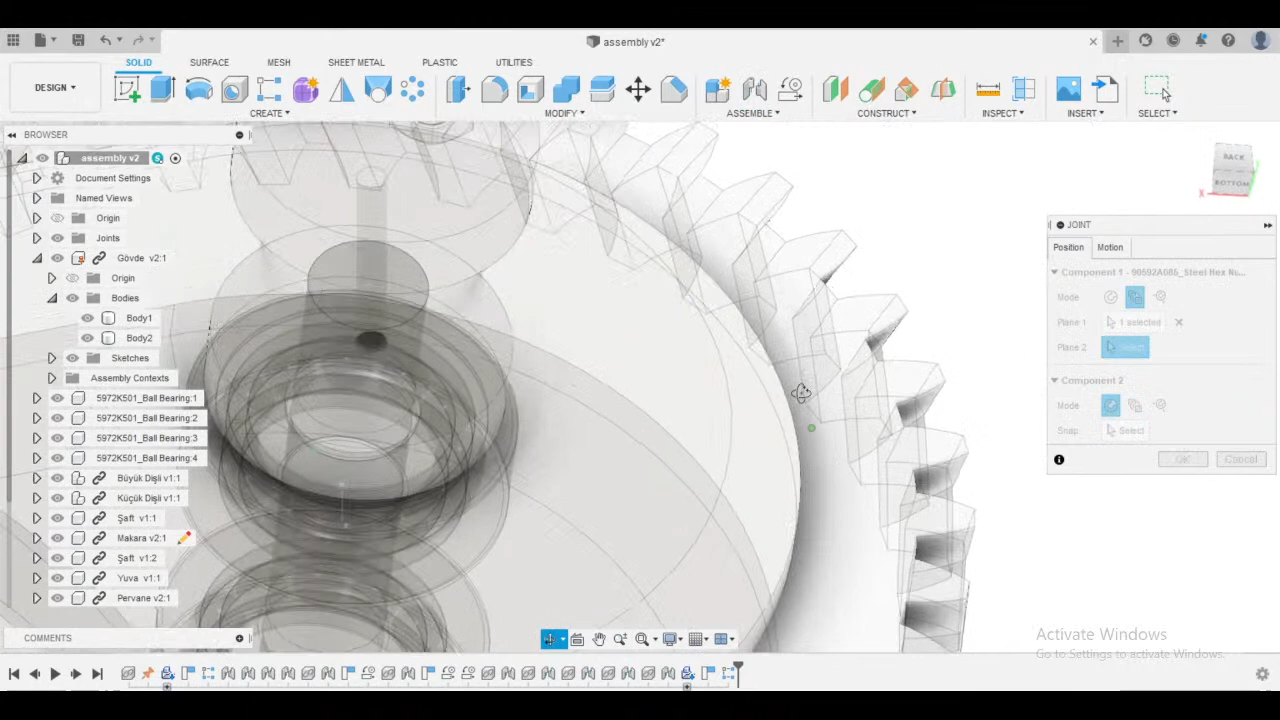 assembly v2*
SOLID SURFACE MESH SHEET METAL PLASTIC UTILITIES
DESIGN
CREATE MODIFY ASSEMBLE CONSTRUCT INSPECT INSERT SELECT
BROWSER
assembly v2
Document Settings
Named Views
Origin
Joints
Gövde v2:1
Origin
Bodies
Body1
Body2
Sketches
Assembly Contexts
5972K501_Ball Bearing:1
5972K501_Ball Bearing:2
5972K501_Ball Bearing:3
5972K501_Ball Bearing:4
Büyük Dişli v1:1
Küçük Dişli v1:1
Şaft v1:1
Makara v2:1
Şaft v1:2
Yuva v1:1
Pervane v2:1
COMMENTS
BACK
BOTTOM
X
JOINT
Position Motion
Component 1 - 90592A085_Steel Hex Nu...
Mode
Plane 1 1 selected
Plane 2 Select
Component 2
Mode
Snap Select
OK Cancel
Activate Windows
Go to Settings to activate Windows.